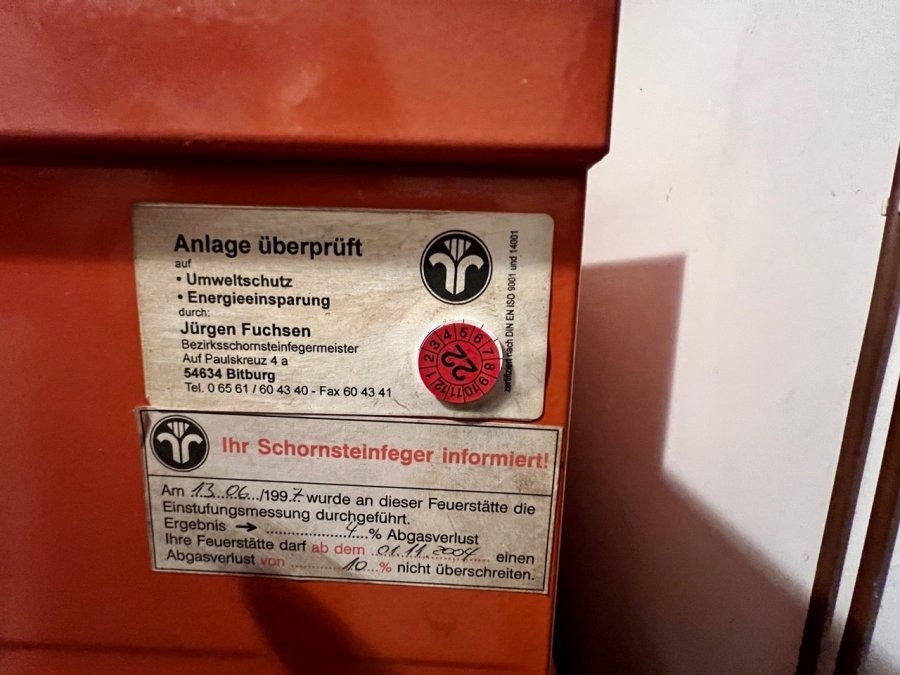 Anlage überprüft
auf
• Umweltschutz
• Energieeinsparung
durch:
Jürgen Fuchsen
Bezirksschornsteinfegermeister
Auf Paulskreuz 4 a
54634 Bitburg
Tel. 0 65 61 / 60 43 40 - Fax 60 43 41
zertifiziert nach DIN EN ISO 9001 und 14001
1 2 3 4 5 6 7 8 9 10 11 12
22
Ihr Schornsteinfeger informiert!
Am 13.06./1997 wurde an dieser Feuerstätte die
Einstufungsmessung durchgeführt.
Ergebnis → ....................4....% Abgasverlust
Ihre Feuerstätte darf ab dem ..01.11.2004........ einen
Abgasverlust von ............10...% nicht überschreiten.